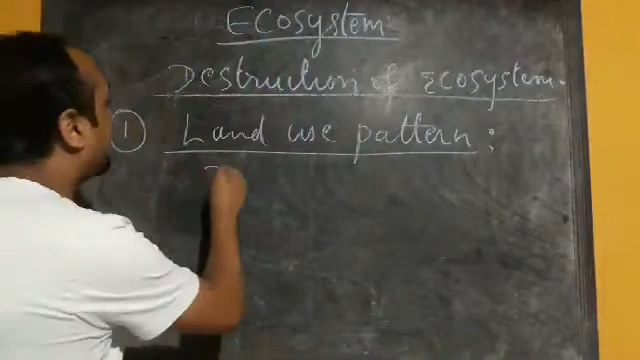 Ecosystem
Destruction of Ecosystem.
① Land use pattern: